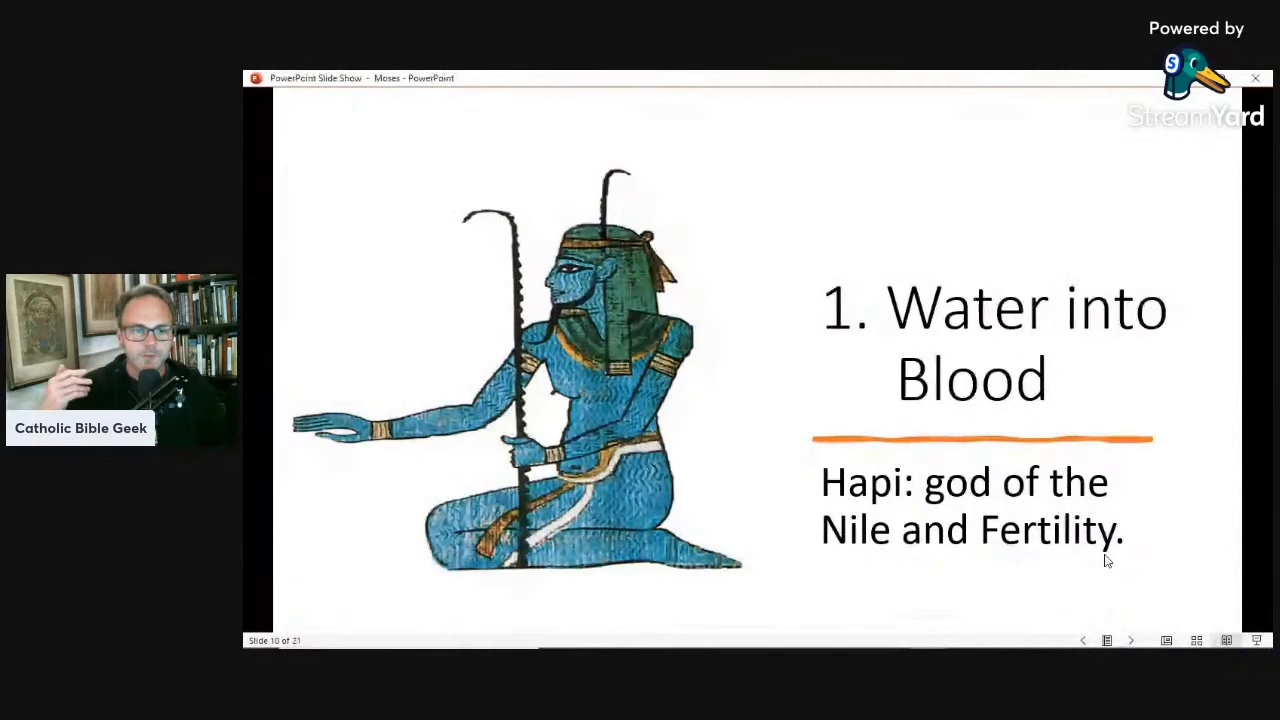 Powered by
StreamYard
PowerPoint Slide Show - Moses - PowerPoint
1. Water into
Blood
Hapi: god of the
Nile and Fertility.
Catholic Bible Geek
Slide 10 of 21